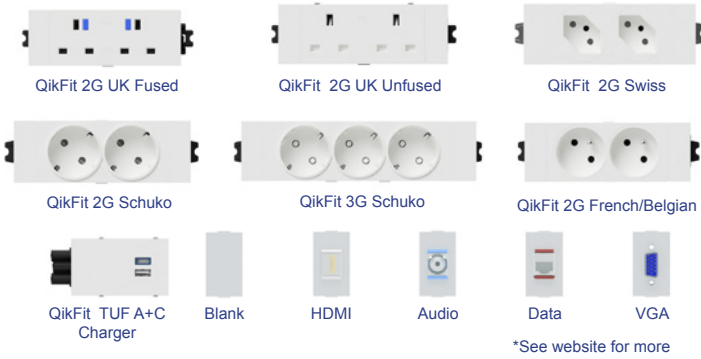 QikFit 2G UK Fused
QikFit 2G UK Unfused
QikFit 2G Swiss
QikFit 2G Schuko
QikFit 3G Schuko
QikFit 2G French/Belgian
QikFit TUF A+C
Charger
Blank
HDMI
Audio
Data
VGA
*See website for more